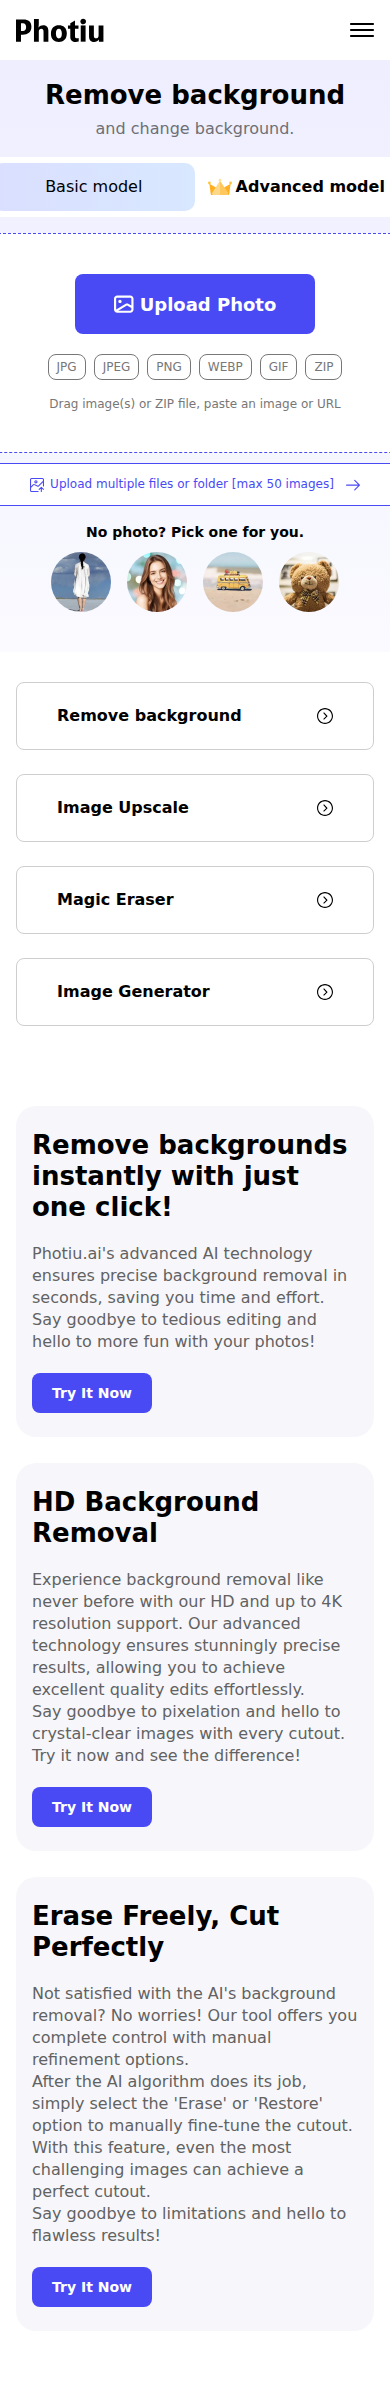 Photiu
Remove background
and change background.
Basic model
Advanced model
Upload Photo
JPG
JPEG
PNG
WEBP
GIF
ZIP
Drag image(s) or ZIP file, paste an image or URL
Upload multiple files or folder [max 50 images]
No photo? Pick one for you.
Remove background
Image Upscale
Magic Eraser
Image Generator
Remove backgrounds
instantly with just
one click!
Photiu.ai's advanced AI technology
ensures precise background removal in
seconds, saving you time and effort.
Say goodbye to tedious editing and
hello to more fun with your photos!
Try It Now
HD Background
Removal
Experience background removal like
never before with our HD and up to 4K
resolution support. Our advanced
technology ensures stunningly precise
results, allowing you to achieve
excellent quality edits effortlessly.
Say goodbye to pixelation and hello to
crystal-clear images with every cutout.
Try it now and see the difference!
Try It Now
Erase Freely, Cut
Perfectly
Not satisfied with the AI's background
removal? No worries! Our tool offers you
complete control with manual
refinement options.
After the AI algorithm does its job,
simply select the 'Erase' or 'Restore'
option to manually fine-tune the cutout.
With this feature, even the most
challenging images can achieve a
perfect cutout.
Say goodbye to limitations and hello to
flawless results!
Try It Now